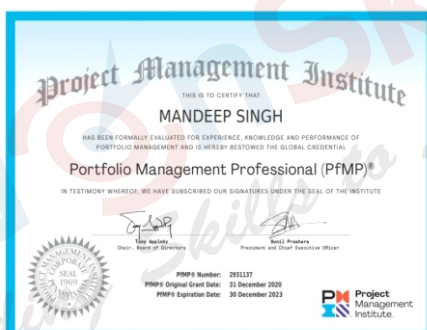 Project Management Institute
THIS IS TO CERTIFY THAT
MANDEEP SINGH
HAS BEEN FORMALLY EVALUATED FOR EXPERIENCE, KNOWLEDGE AND PERFORMANCE OF
PORTFOLIO MANAGEMENT AND IS HEREBY BESTOWED THE GLOBAL CREDENTIAL
Portfolio Management Professional (PfMP)®
IN TESTIMONY WHEREOF, WE HAVE SUBSCRIBED OUR SIGNATURES UNDER THE SEAL OF THE INSTITUTE
Tony Appleby
Chair, Board of Directors
Sunil Prashara
President and Chief Executive Officer
MANAGEMENT
CORPORATE
SEAL
1969
PENNSYLVANIA
PfMP® Number: 2931137
PfMP® Original Grant Date: 31 December 2020
PfMP® Expiration Date: 30 December 2023
Project
Management
Institute.